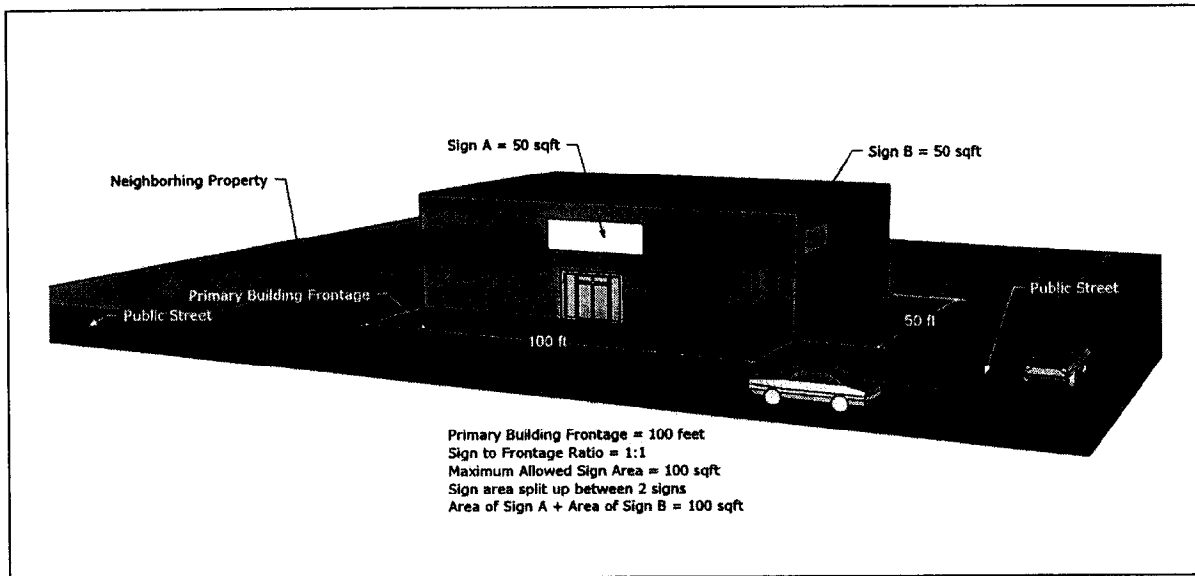 Sign A = 50 sqft
Sign B = 50 sqft
Neighborhing Property
Primary Building Frontage
Public Street
Public Street
100 ft
50 ft
Primary Building Frontage = 100 feet
Sign to Frontage Ratio = 1:1
Maximum Allowed Sign Area = 100 sqft
Sign area split up between 2 signs
Area of Sign A + Area of Sign B = 100 sqft